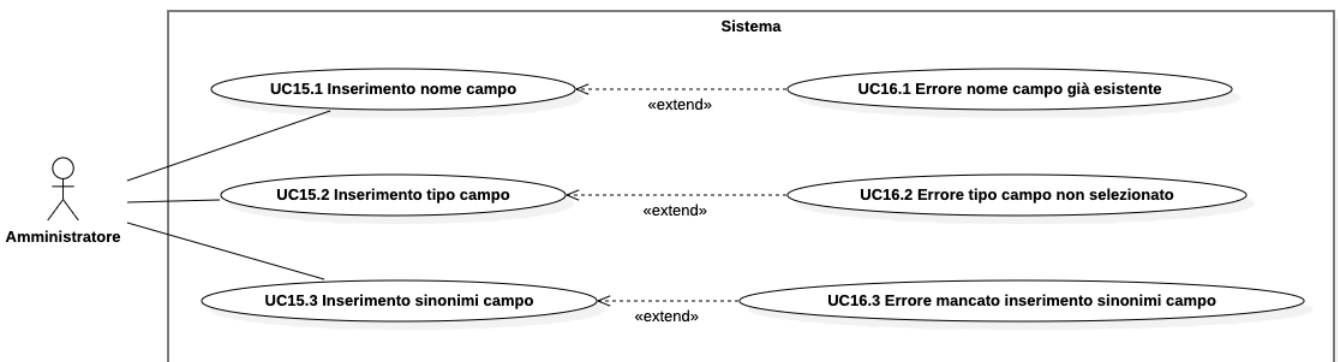 Sistema
UC15.1 Inserimento nome campo
UC16.1 Errore nome campo già esistente
«extend»
UC15.2 Inserimento tipo campo
UC16.2 Errore tipo campo non selezionato
«extend»
Amministratore
UC15.3 Inserimento sinonimi campo
UC16.3 Errore mancato inserimento sinonimi campo
«extend»